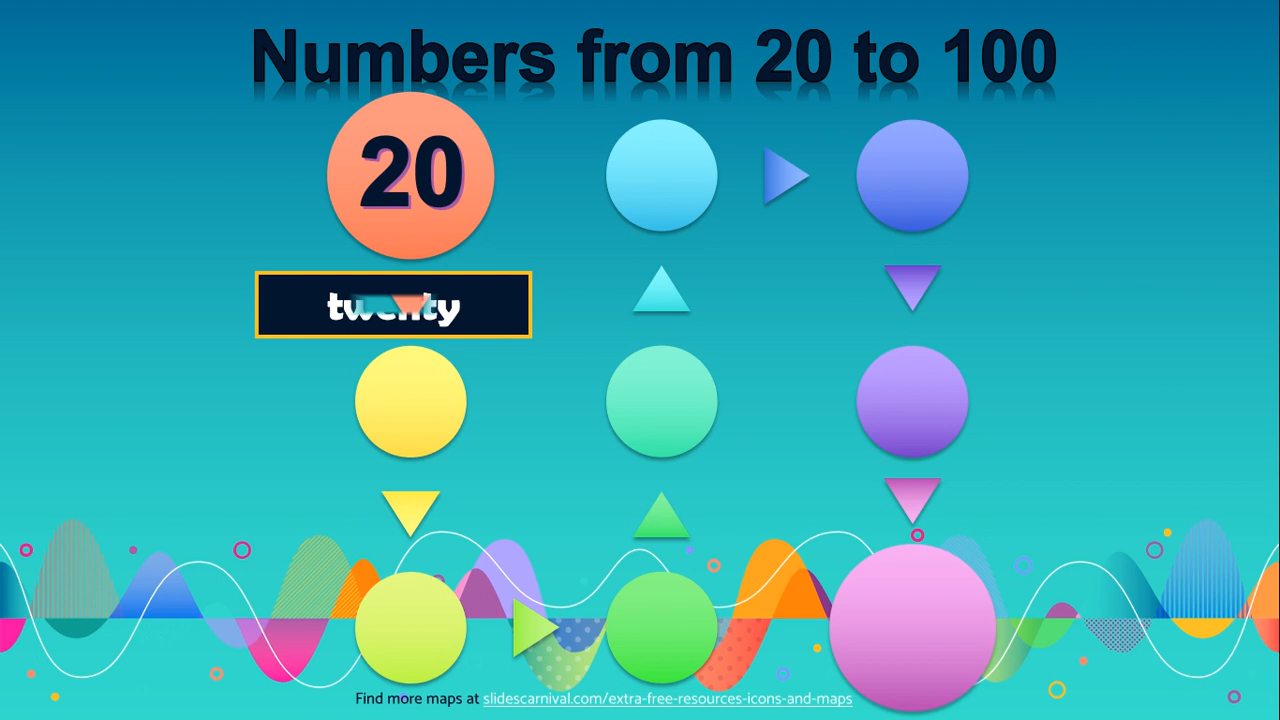 Numbers from 20 to 100
20
twenty
Find more maps at slidescarnival.com/extra-free-resources-icons-and-maps